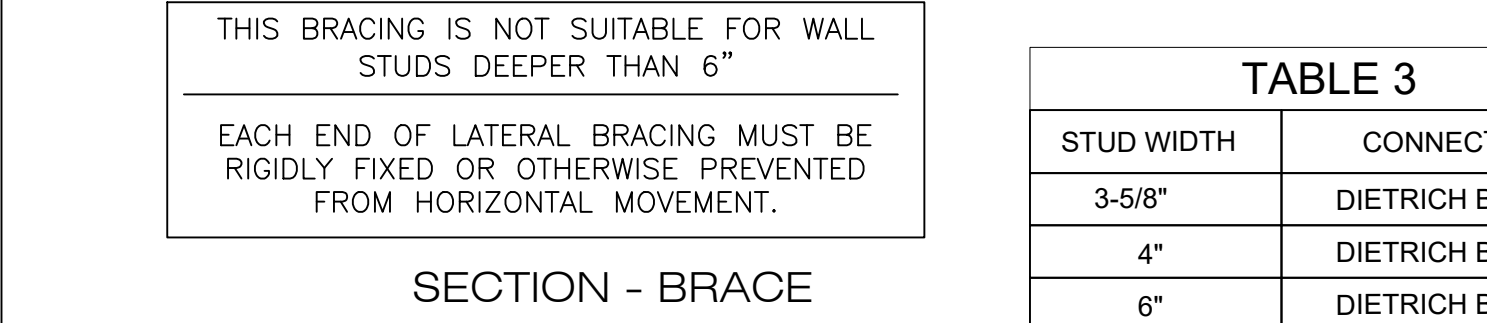 THIS BRACING IS NOT SUITABLE FOR WALL
STUDS DEEPER THAN 6”
EACH END OF LATERAL BRACING MUST BE
RIGIDLY FIXED OR OTHERWISE PREVENTED
FROM HORIZONTAL MOVEMENT.
SECTION - BRACE
TABLE 3
STUD WIDTH
3-5/8" DIETRICH
4" DIETRICH
6" DIETRICH